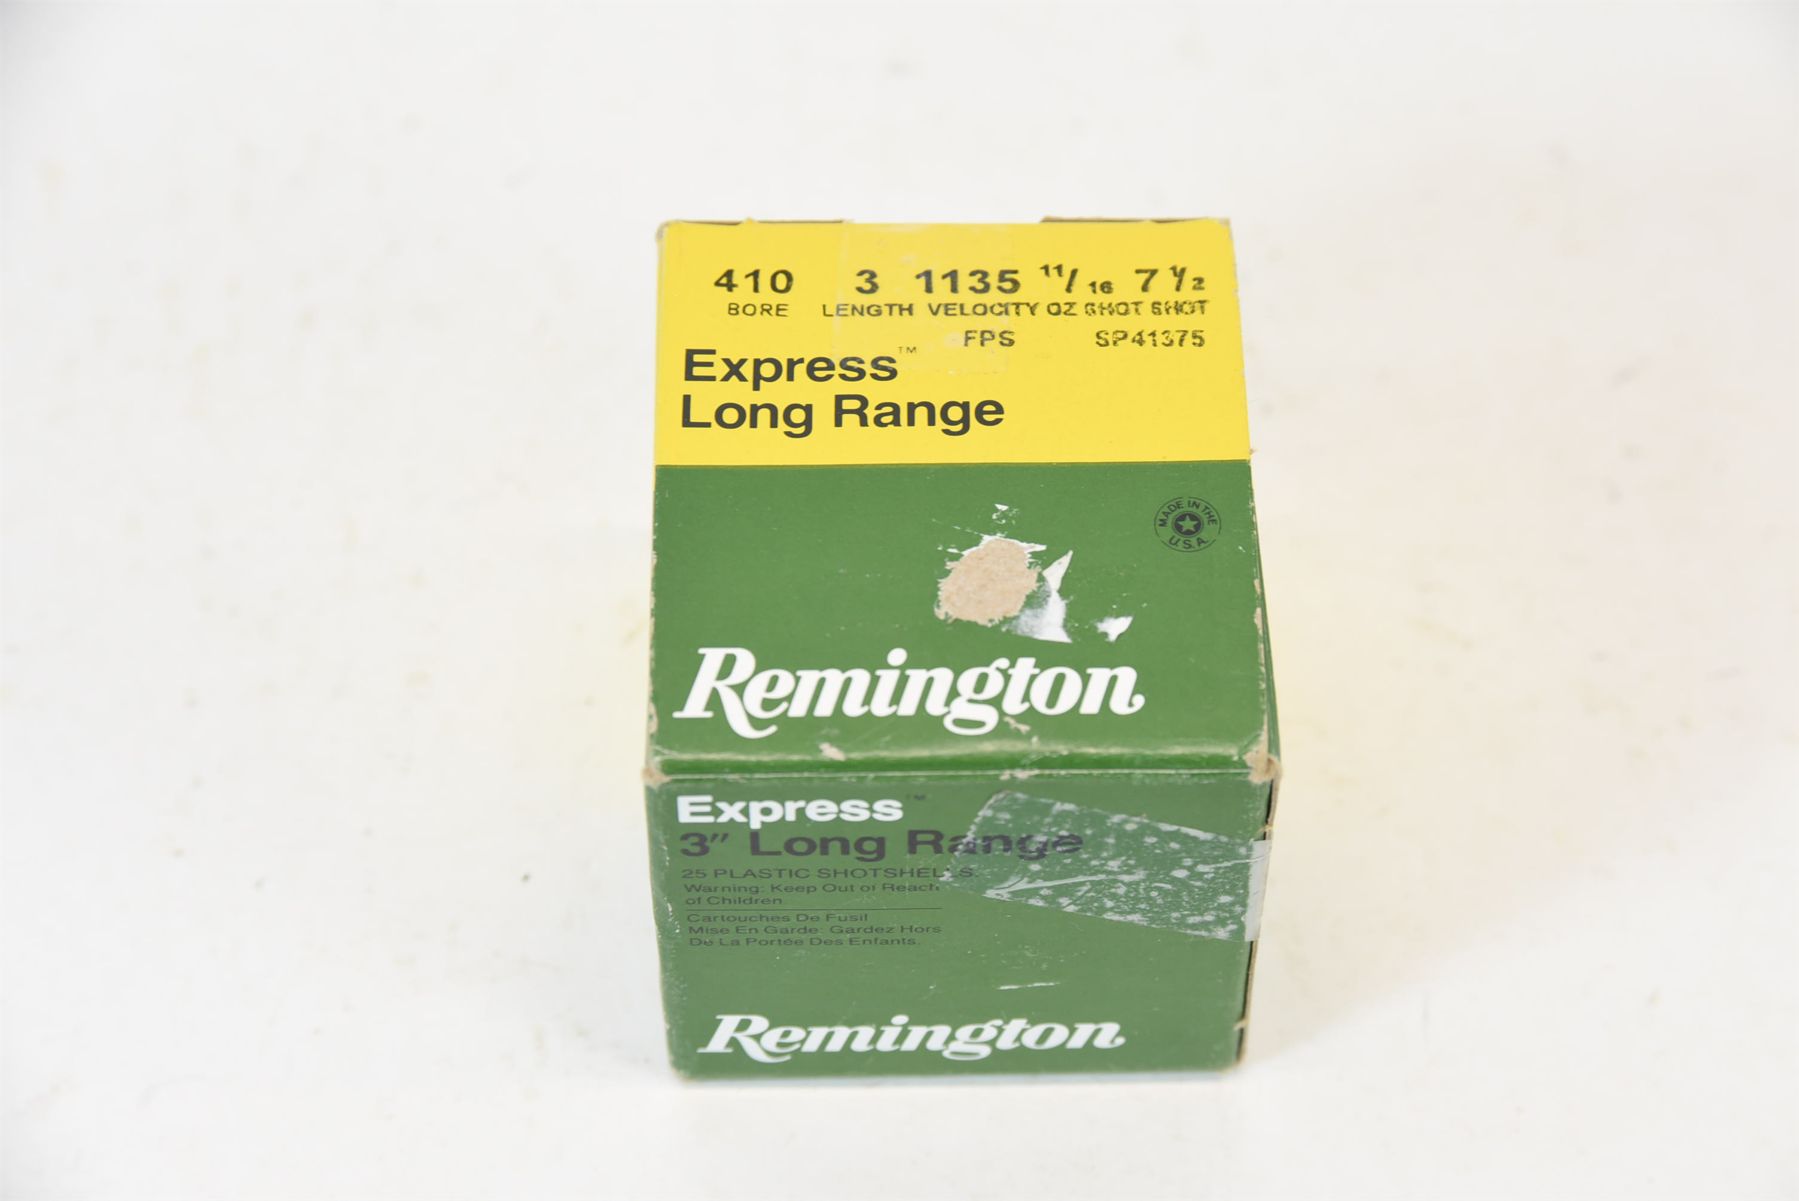 410 3 1135 11/16 7 1/2
BORE LENGTH VELOCITY OZ SHOT SHOT
FPS SP41375
Express™
Long Range
MADE IN THE U.S.A.
Remington
Express™
3" Long Range
25 PLASTIC SHOTSHELLS
Warning: Keep Out of Reach
of Children.
Cartouches De Fusil
Mise En Garde: Gardez Hors
De La Portée Des Enfants.
Remington